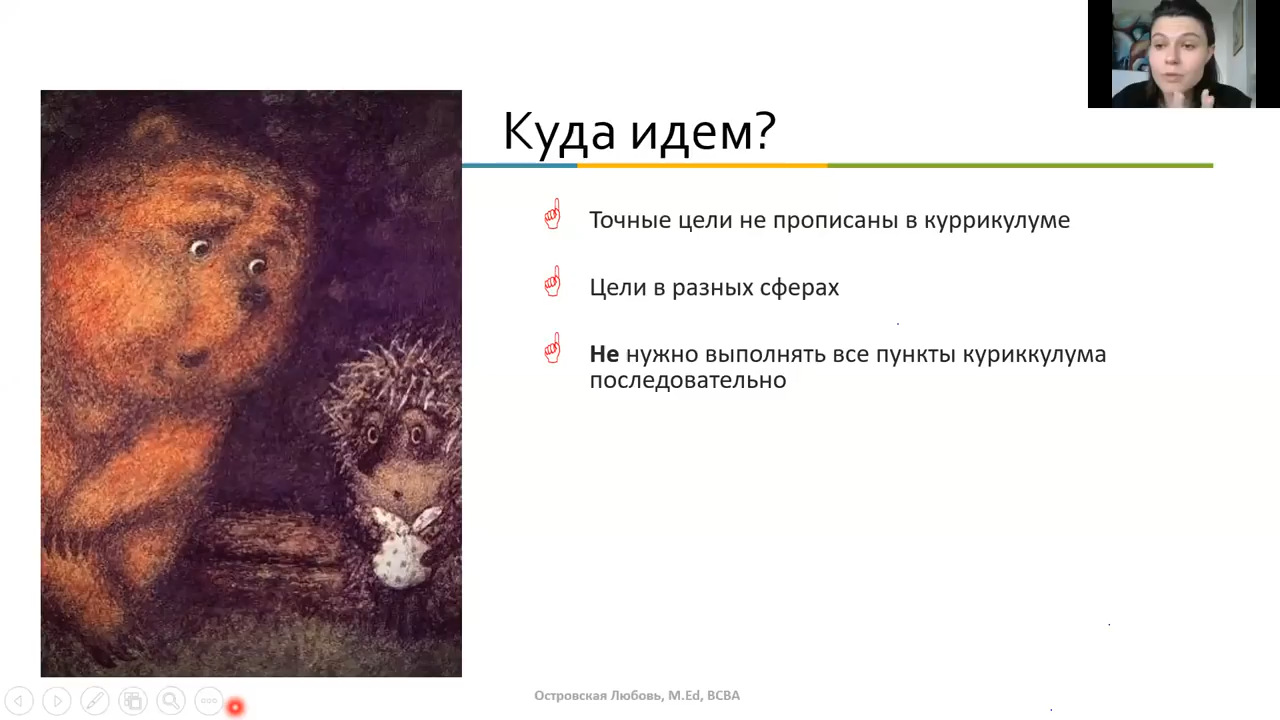 Куда идем?
Точные цели не прописаны в куррикулуме
Цели в разных сферах
Не нужно выполнять все пункты куриккулума
последовательно
Островская Любовь, M.Ed, BCBA